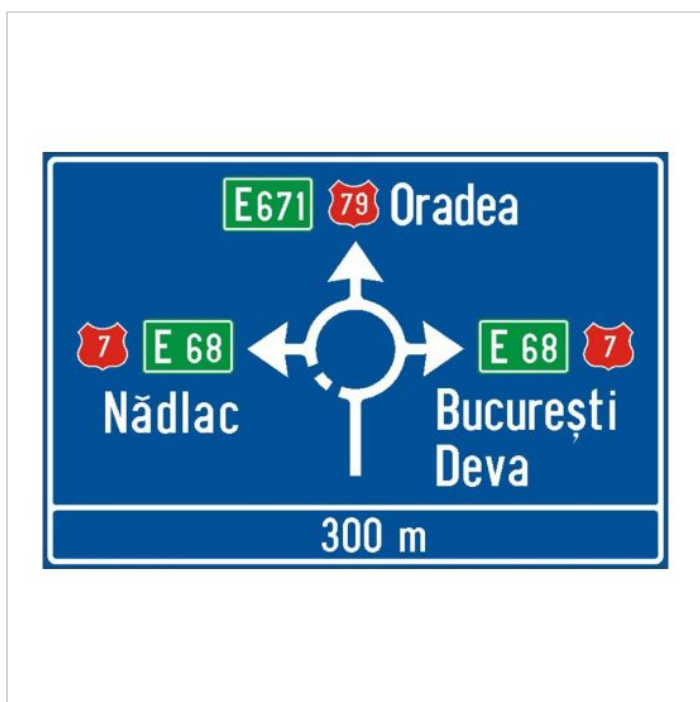 E671 79 Oradea
7 E 68
Nădlac
E 68 7
București
Deva
300 m